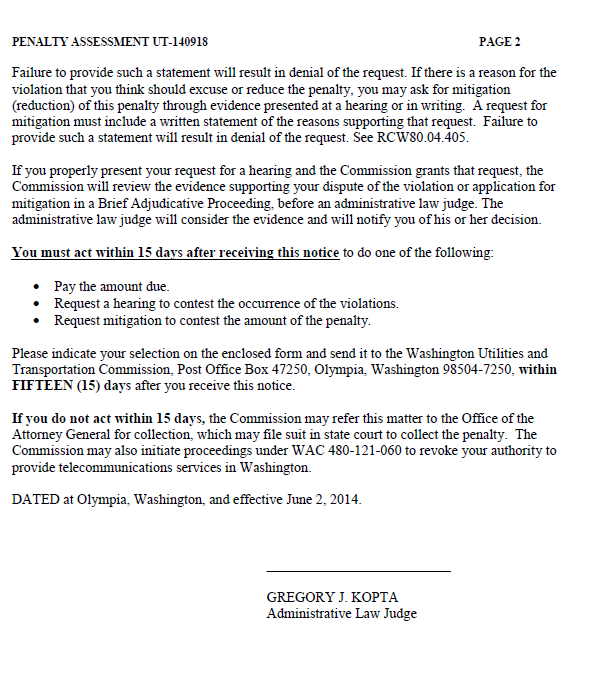 PENALTY ASSESSMENT UT-140918 PAGE 2
Failure to provide such a statement will result in denial of the request. If there is a reason for the
violation that you think should excuse or reduce the penalty, you may ask for mitigation
(reduction) of this penalty through evidence presented at a hearing or in writing. A request for
mitigation must include a written statement of the reasons supporting that request. Failure to
provide such a statement will result in denial of the request. See RCW80.04.405.
If you properly present your request for a hearing and the Commission grants that request, the
Commission will review the evidence supporting your dispute of the violation or application for
mitigation in a Brief Adjudicative Proceeding, before an administrative law judge. The
administrative law judge will consider the evidence and will notify you of his or her decision.
You must act within 15 days after receiving this notice to do one of the following:
• Pay the amount due.
• Request a hearing to contest the occurrence of the violations.
• Request mitigation to contest the amount of the penalty.
Please indicate your selection on the enclosed form and send it to the Washington Utilities and
Transportation Commission, Post Office Box 47250, Olympia, Washington 98504-7250, within
FIFTEEN (15) days after you receive this notice.
If you do not act within 15 days, the Commission may refer this matter to the Office of the
Attorney General for collection, which may file suit in state court to collect the penalty. The
Commission may also initiate proceedings under WAC 480-121-060 to revoke your authority to
provide telecommunications services in Washington.
DATED at Olympia, Washington, and effective June 2, 2014.
GREGORY J. KOPTA
Administrative Law Judge